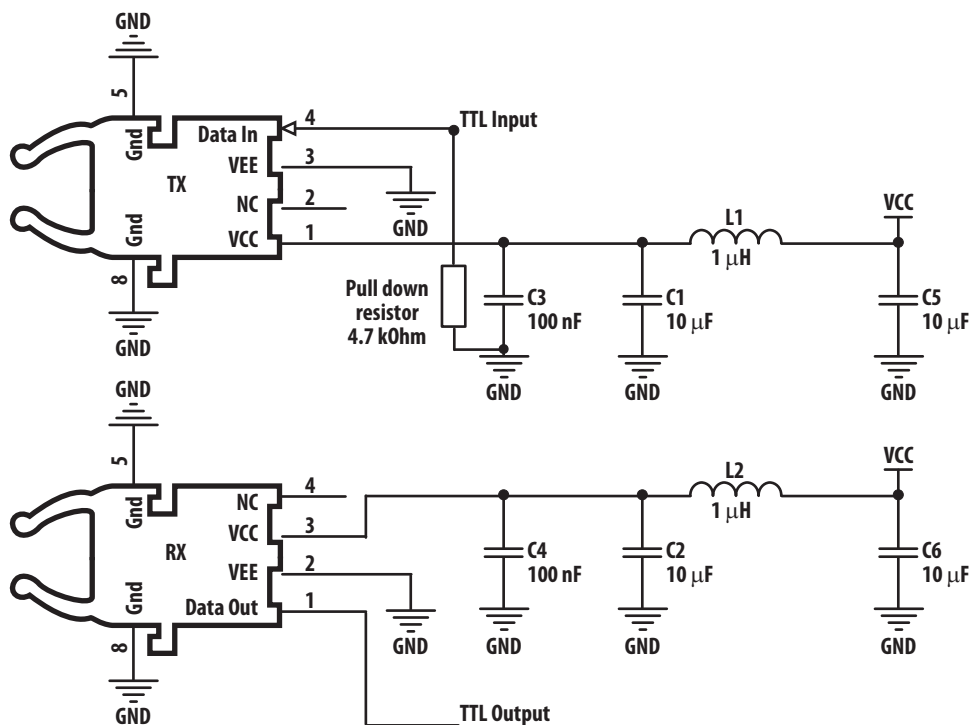 GND
5
Gnd
Data In
4
TTL Input
VEE
3
TX
NC
2
GND
VCC
1
L1
1 μH
VCC
Gnd
8
GND
Pull down
resistor
4.7 kOhm
C3
100 nF
GND
C1
10 μF
GND
C5
10 μF
GND
GND
5
Gnd
NC
4
VCC
3
RX
VEE
2
GND
Data Out
1
L2
1 μH
VCC
C4
100 nF
GND
C2
10 μF
GND
C6
10 μF
GND
Gnd
8
GND
TTL Output